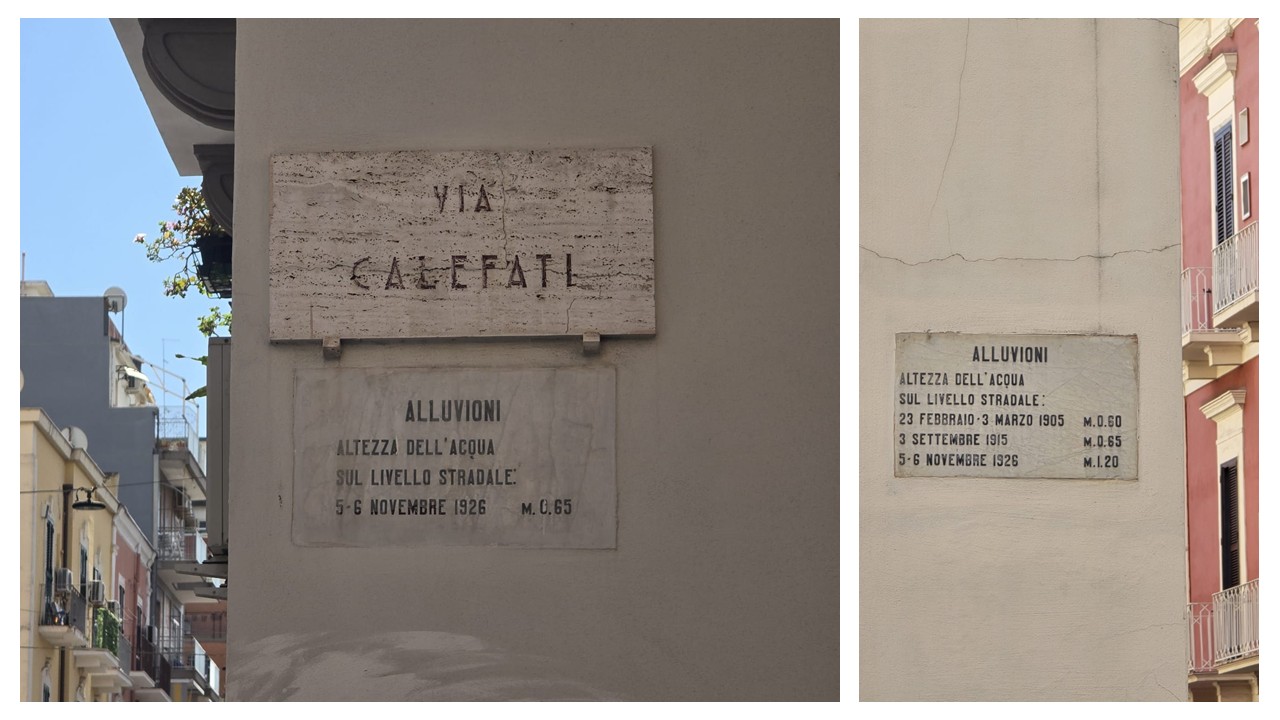 VIA
CALEFATI
ALLUVIONI
ALTEZZA DELL'ACQUA
SUL LIVELLO STRADALE:
5-6 NOVEMBRE 1926 M. 0.65
ALLUVIONI
ALTEZZA DELL'ACQUA
SUL LIVELLO STRADALE:
23 FEBBRAIO-3 MARZO 1905 M.0.60
3 SETTEMBRE 1915 M.0.65
5-6 NOVEMBRE 1926 M.1.20